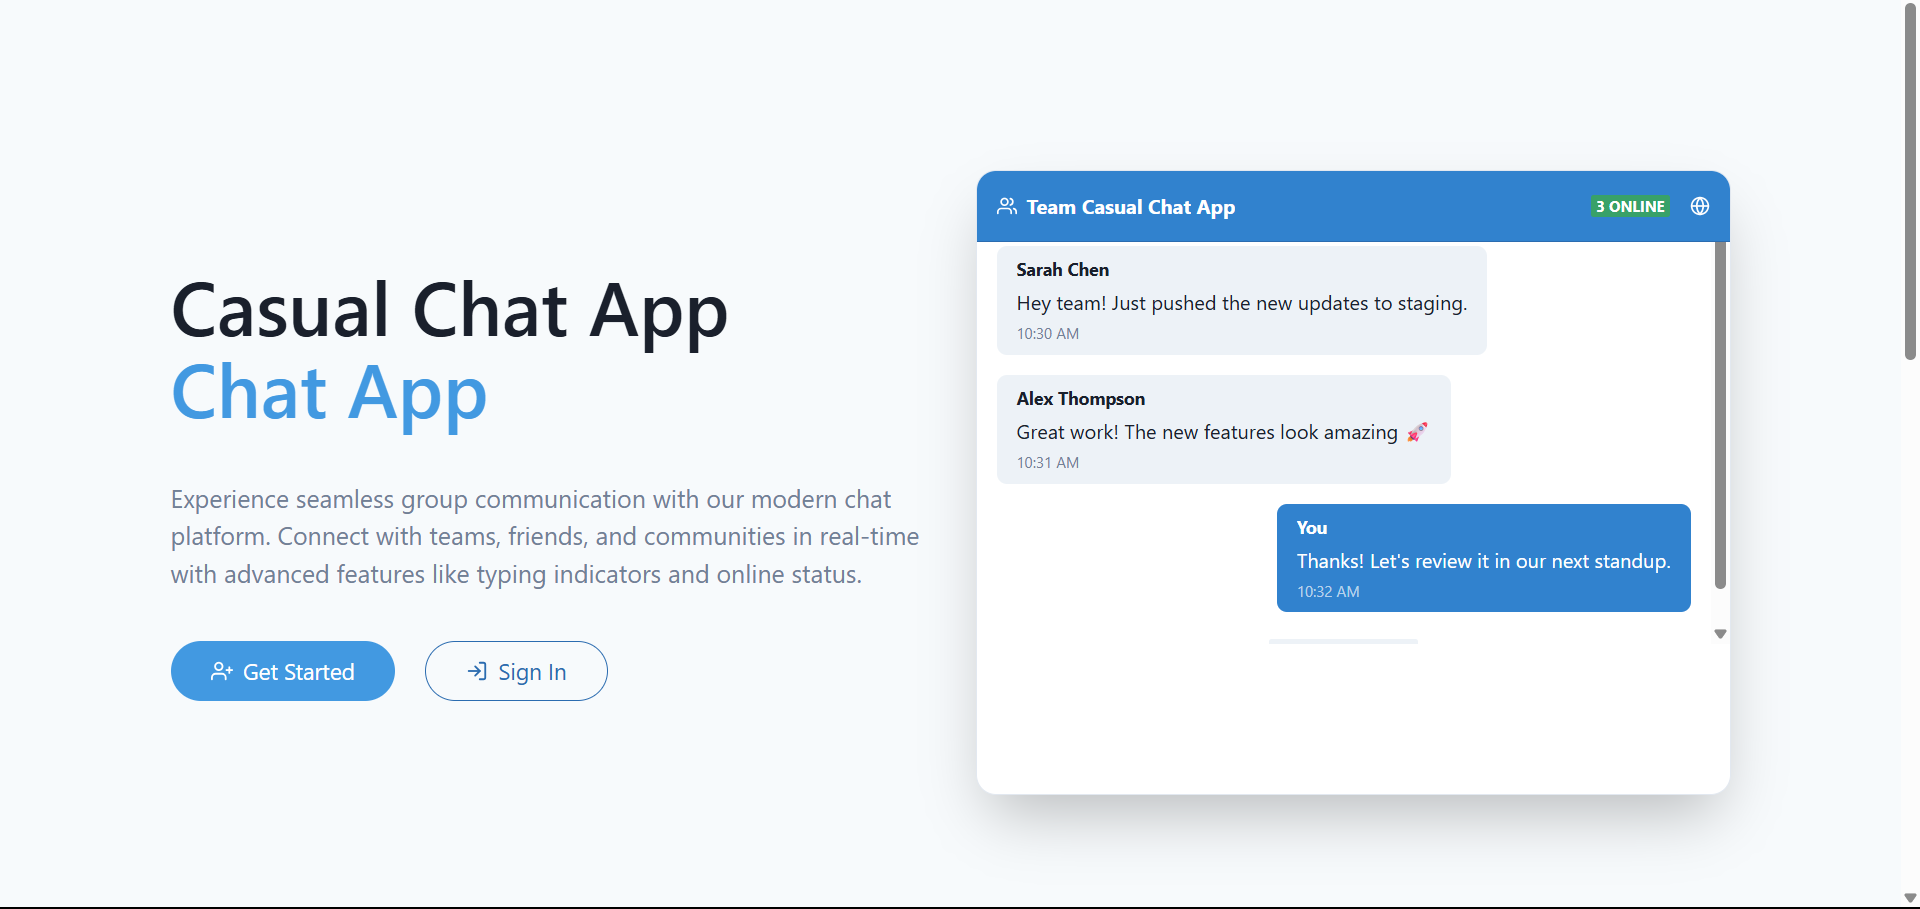 Casual Chat App
Chat App
Experience seamless group communication with our modern chat
platform. Connect with teams, friends, and communities in real-time
with advanced features like typing indicators and online status.
Get Started
Sign In
Team Casual Chat App
3 ONLINE
Sarah Chen
Hey team! Just pushed the new updates to staging.
10:30 AM
Alex Thompson
Great work! The new features look amazing 🚀
10:31 AM
You
Thanks! Let's review it in our next standup.
10:32 AM